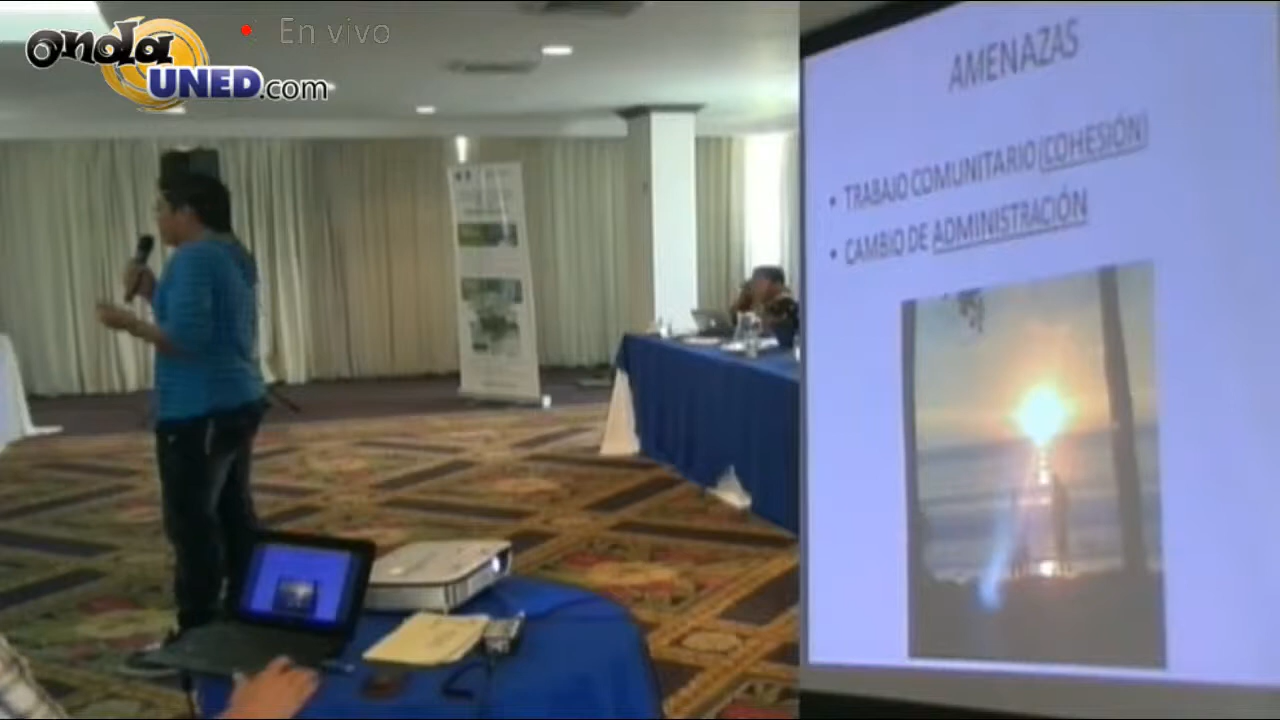 onda
UNED.com
En vivo
AMENAZAS
• TRABAJO COMUNITARIO (COHESIÓN)
• CAMBIO DE ADMINISTRACIÓN